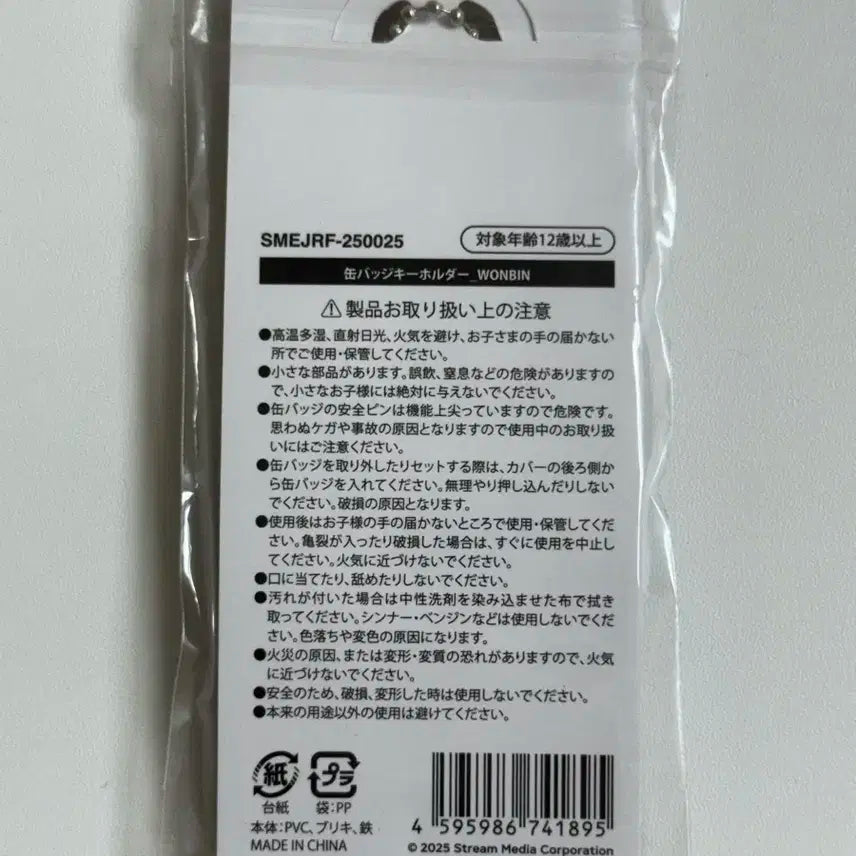 SMEJRF-250025
対象年齢12歳以上
缶バッジキーホルダー_WONBIN
⚠製品お取り扱い上の注意
●高温多湿、直射日光、火気を避け、お子さまの手の届かない
所でご使用・保管してください。
●小さな部品があります。誤飲、窒息などの危険がありますの
で、小さなお子様には絶対に与えないでください。
●缶バッジの安全ピンは機能上尖っていますので危険です。
思わぬケガや事故の原因となりますので使用中のお取り扱
いにはご注意ください。
●缶バッジを取り外したりセットする際は、カバーの後ろ側か
ら缶バッジを入れてください。無理やり押し込んだりしない
でください。破損の原因となります。
●使用後はお子様の手の届かないところで使用・保管してくだ
さい。亀裂が入ったり破損した場合は、すぐに使用を中止し
てください。火気に近づけないでください。
●口に当てたり、舐めたりしないでください。
●汚れが付いた場合は中性洗剤を染み込ませた布で拭き
取ってください。シンナー・ベンジンなどは使用しないでくだ
さい。色落ちや変色の原因になります。
●火災の原因、または変形・変質の恐れがありますので、火気
に近づけないでください。
●安全のため、破損、変形した時は使用しないでください。
●本来の用途以外の使用は避けてください。
紙 プラ
台紙 袋:PP
本体:PVC、ブリキ、鉄
MADE IN CHINA
4 595986 741895
© 2025 Stream Media Corporation